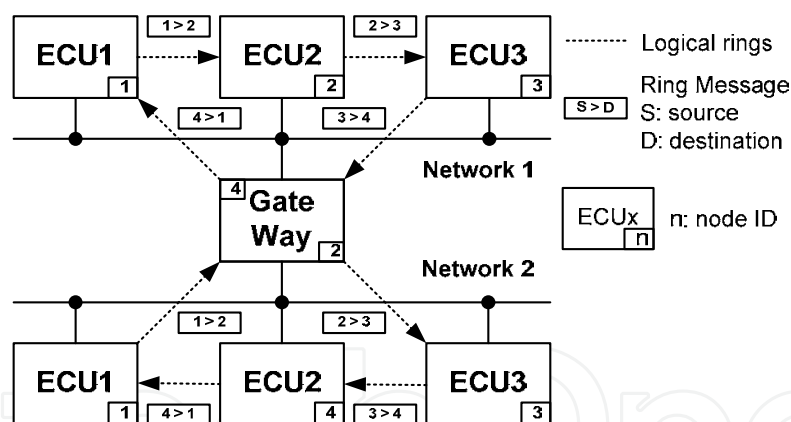 1>2
2>3
ECU1
1
ECU2
2
ECU3
3
4>1
3>4
Logical rings
Ring Message
S>D
S: source
D: destination
Network 1
4
Gate
Way
2
ECUx
n
n: node ID
Network 2
1>2
2>3
ECU1
1
ECU2
4
ECU3
3
4>1
3>4